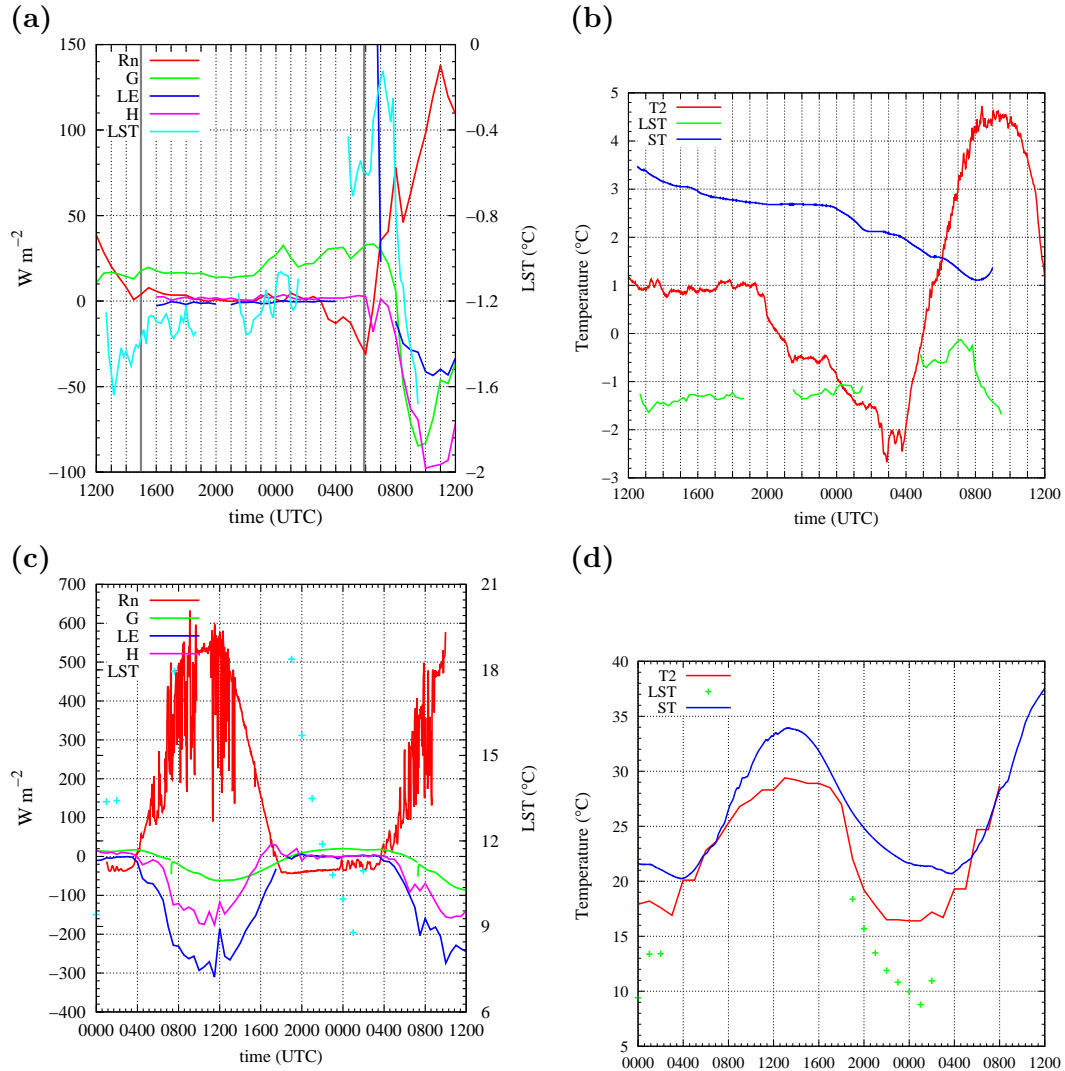 (a)
Rn
G
LE
H
LST
150
100
50
0
−50
−100
W m−2
0
−0.4
−0.8
−1.2
−1.6
−2
LST (°C)
1200 1600 2000 0000 0400 0800 1200
time (UTC)
(b)
T2
LST
ST
5
4
3
2
1
0
−1
−2
−3
Temperature (°C)
1200 1600 2000 0000 0400 0800 1200
time (UTC)
(c)
Rn
G
LE
H
LST
700
600
500
400
300
200
100
0
−100
−200
−300
−400
W m−2
21
18
15
12
9
6
LST (°C)
0000 0400 0800 1200 1600 2000 0000 0400 0800 1200
time (UTC)
(d)
T2
LST
ST
40
35
30
25
20
15
10
5
Temperature (°C)
0000 0400 0800 1200 1600 2000 0000 0400 0800 1200
time (UTC)